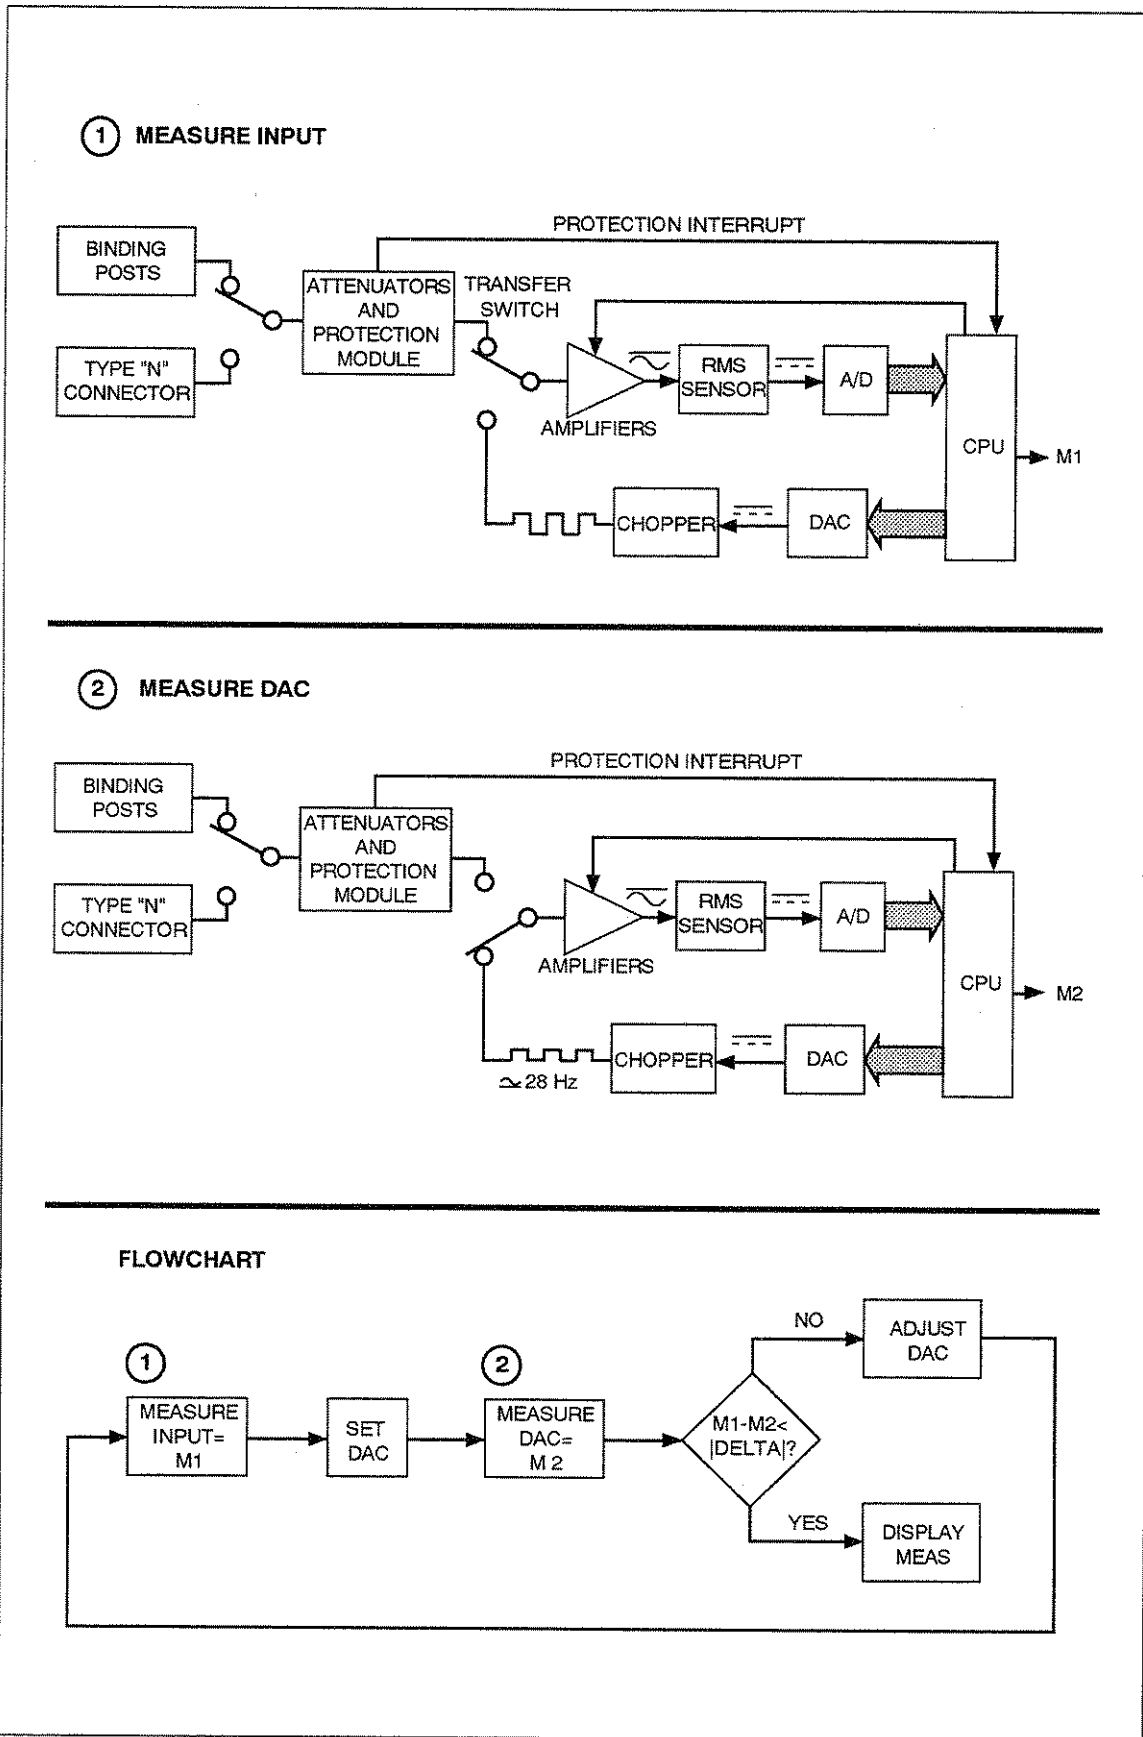 1 MEASURE INPUT
PROTECTION INTERRUPT
BINDING
POSTS
TYPE "N"
CONNECTOR
ATTENUATORS
AND
PROTECTION
MODULE
TRANSFER
SWITCH
AMPLIFIERS
RMS
SENSOR
A/D
CPU
M1
CHOPPER
DAC
2 MEASURE DAC
PROTECTION INTERRUPT
BINDING
POSTS
TYPE "N"
CONNECTOR
ATTENUATORS
AND
PROTECTION
MODULE
AMPLIFIERS
RMS
SENSOR
A/D
CPU
M2
CHOPPER
DAC
≃ 28 Hz
FLOWCHART
1
MEASURE
INPUT=
M1
SET
DAC
2
MEASURE
DAC=
M 2
M1-M2<
|DELTA|?
NO
ADJUST
DAC
YES
DISPLAY
MEAS